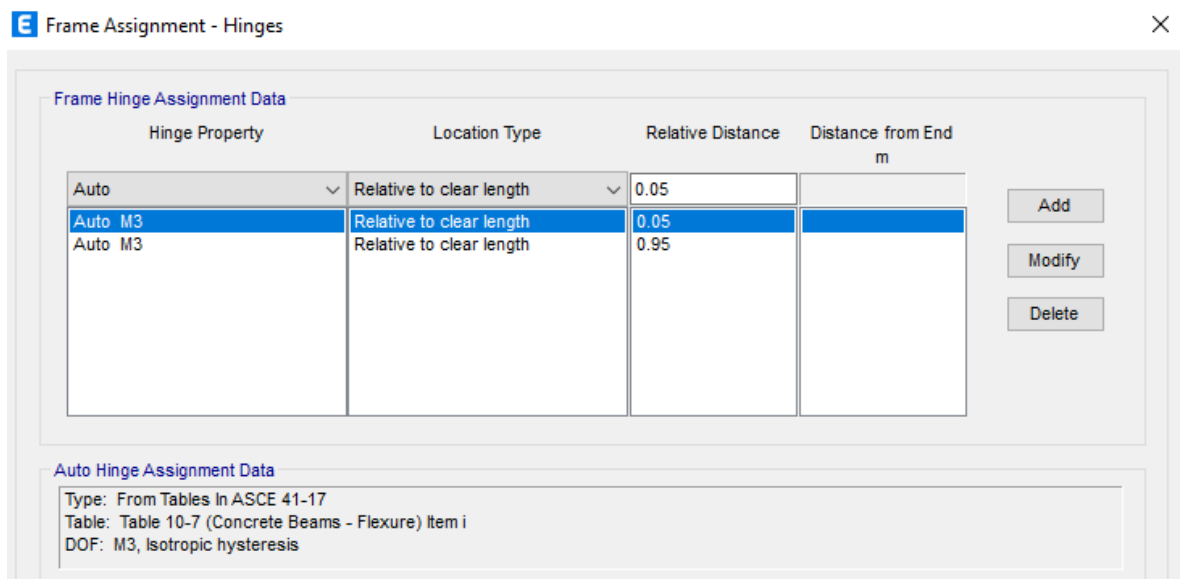 E Frame Assignment - Hinges
Frame Hinge Assignment Data
Hinge Property Location Type Relative Distance Distance from End
m
Auto Relative to clear length 0.05
Auto M3 Relative to clear length 0.05
Auto M3 Relative to clear length 0.95
Add
Modify
Delete
Auto Hinge Assignment Data
Type: From Tables In ASCE 41-17
Table: Table 10-7 (Concrete Beams - Flexure) Item i
DOF: M3, Isotropic hysteresis